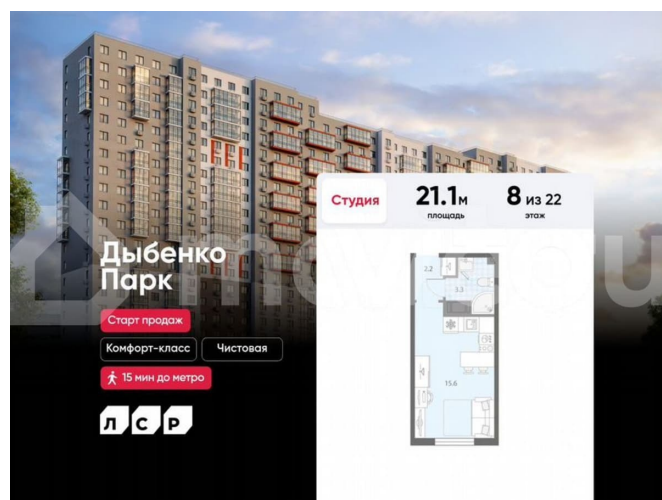 Студия
21.1м
площадь
8 из 22
этаж
Дыбенко
Парк
Старт продаж
Комфорт-класс
Чистовая
15 мин до метро
ЛСР
2.2
3.3
15.6